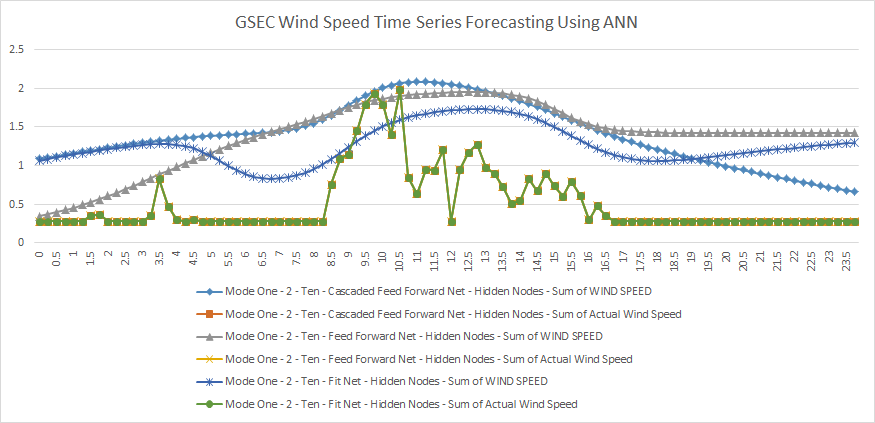 GSEC Wind Speed Time Series Forecasting Using ANN
2.5
2
1.5
1
0.5
0
0 0.5 1 1.5 2 2.5 3 3.5 4 4.5 5 5.5 6 6.5 7 7.5 8 8.5 9 9.5 10 10.5 11 11.5 12 12.5 13 13.5 14 14.5 15 15.5 16 16.5 17 17.5 18 18.5 19 19.5 20 20.5 21 21.5 22 22.5 23 23.5
Mode One - 2 - Ten - Cascaded Feed Forward Net - Hidden Nodes - Sum of WIND SPEED
Mode One - 2 - Ten - Cascaded Feed Forward Net - Hidden Nodes - Sum of Actual Wind Speed
Mode One - 2 - Ten - Feed Forward Net - Hidden Nodes - Sum of WIND SPEED
Mode One - 2 - Ten - Feed Forward Net - Hidden Nodes - Sum of Actual Wind Speed
Mode One - 2 - Ten - Fit Net - Hidden Nodes - Sum of WIND SPEED
Mode One - 2 - Ten - Fit Net - Hidden Nodes - Sum of Actual Wind Speed